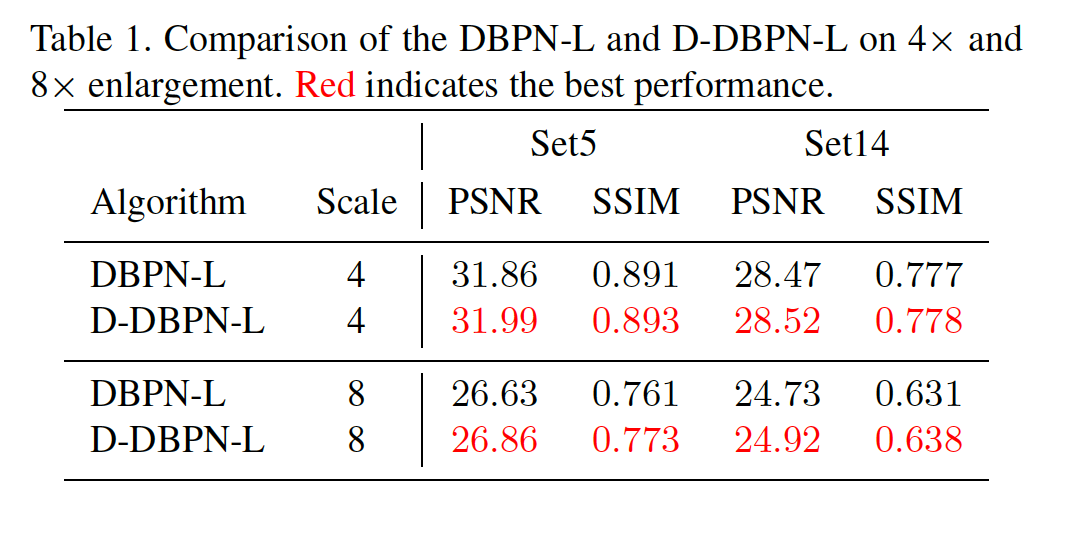 Table 1. Comparison of the DBPN-L and D-DBPN-L on 4× and
8× enlargement. Red indicates the best performance.
Set5 Set14
Algorithm Scale PSNR SSIM PSNR SSIM
DBPN-L 4 31.86 0.891 28.47 0.777
D-DBPN-L 4 31.99 0.893 28.52 0.778
DBPN-L 8 26.63 0.761 24.73 0.631
D-DBPN-L 8 26.86 0.773 24.92 0.638